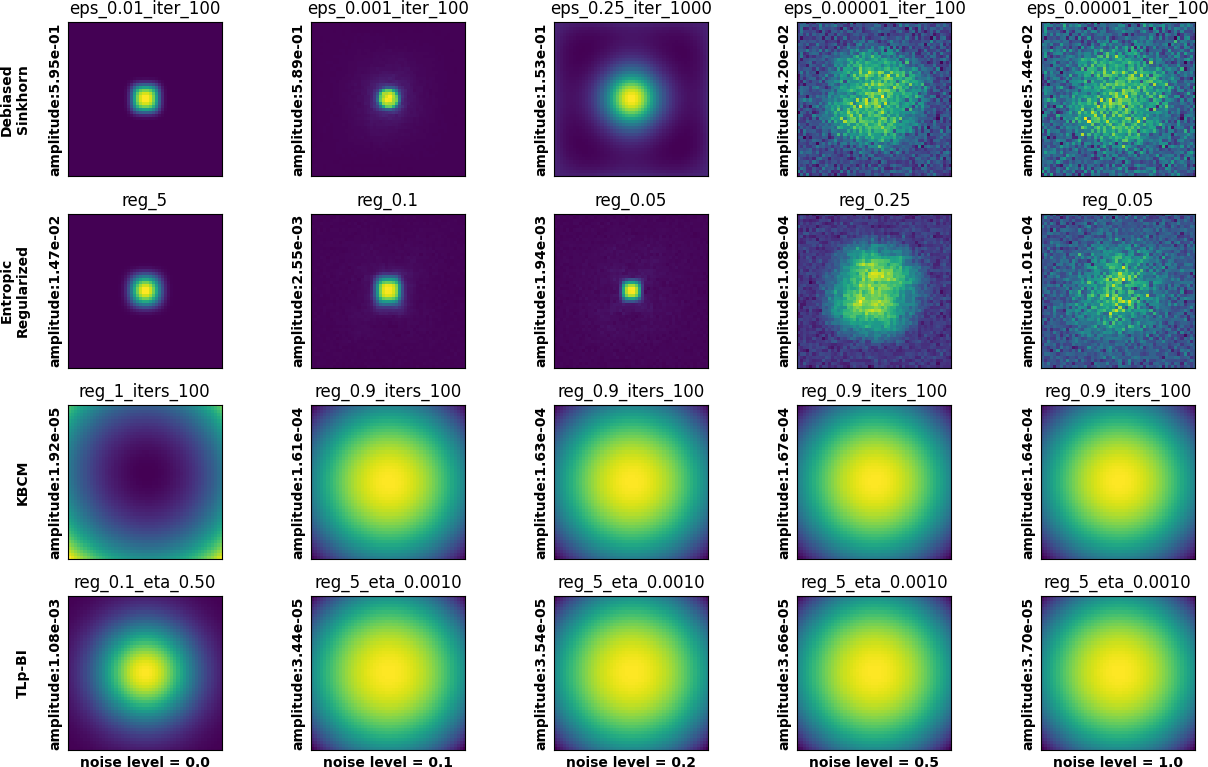 eps_0.01_iter_100
eps_0.001_iter_100
eps_0.25_iter_1000
eps_0.00001_iter_100
eps_0.00001_iter_100
Debiased
Sinkhorn
amplitude:5.95e-01
amplitude:5.89e-01
amplitude:1.53e-01
amplitude:4.20e-02
amplitude:5.44e-02
reg_5
reg_0.1
reg_0.05
reg_0.25
reg_0.05
Entropic
Regularized
amplitude:1.47e-02
amplitude:2.55e-03
amplitude:1.94e-03
amplitude:1.08e-04
amplitude:1.01e-04
reg_1_iters_100
reg_0.9_iters_100
reg_0.9_iters_100
reg_0.9_iters_100
reg_0.9_iters_100
KBCM
amplitude:1.92e-05
amplitude:1.61e-04
amplitude:1.63e-04
amplitude:1.67e-04
amplitude:1.64e-04
reg_0.1_eta_0.50
reg_5_eta_0.0010
reg_5_eta_0.0010
reg_5_eta_0.0010
reg_5_eta_0.0010
TLp-BI
amplitude:1.08e-03
amplitude:3.44e-05
amplitude:3.54e-05
amplitude:3.66e-05
amplitude:3.70e-05
noise level = 0.0
noise level = 0.1
noise level = 0.2
noise level = 0.5
noise level = 1.0